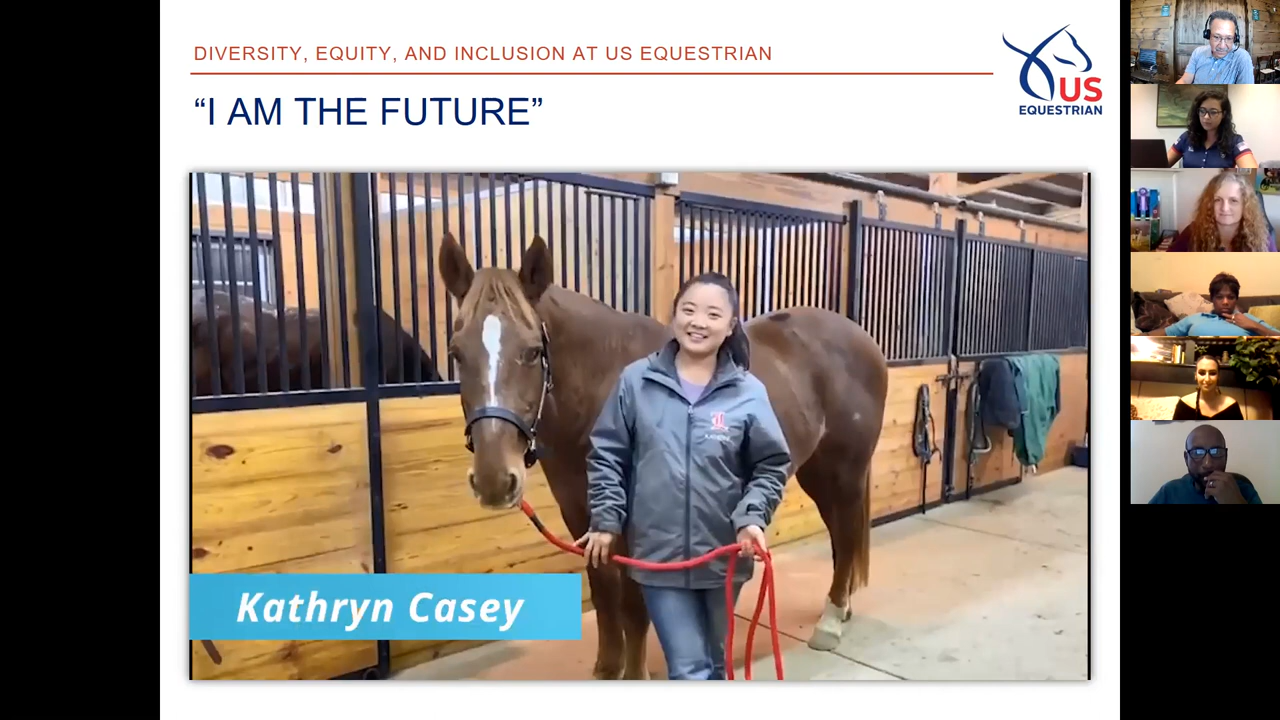 DIVERSITY, EQUITY, AND INCLUSION AT US EQUESTRIAN
“I AM THE FUTURE”
US
EQUESTRIAN
Kathryn Casey